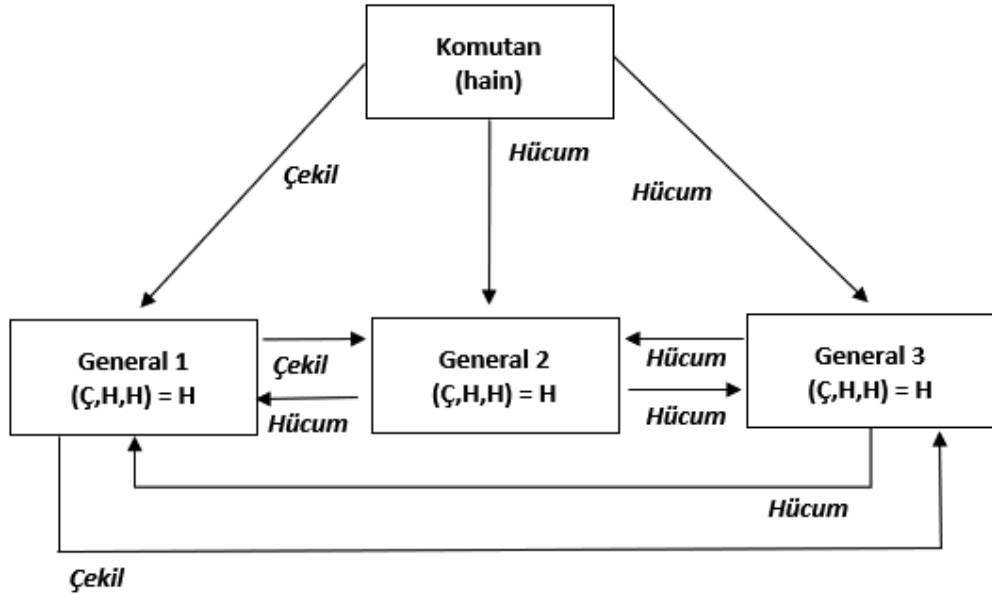 Komutan
(hain)
Çekil
Hücum
Hücum
General 1
(Ç,H,H) = H
Çekil
Hücum
General 2
(Ç,H,H) = H
Hücum
Hücum
General 3
(Ç,H,H) = H
Hücum
Çekil